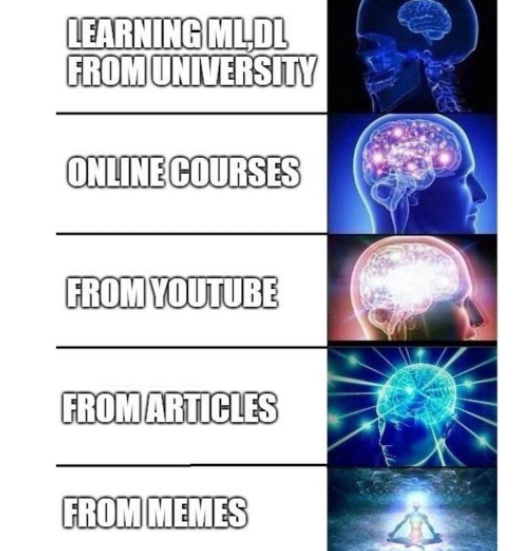 LEARNING ML,DL
FROM UNIVERSITY
ONLINE COURSES
FROM YOUTUBE
FROM ARTICLES
FROM MEMES